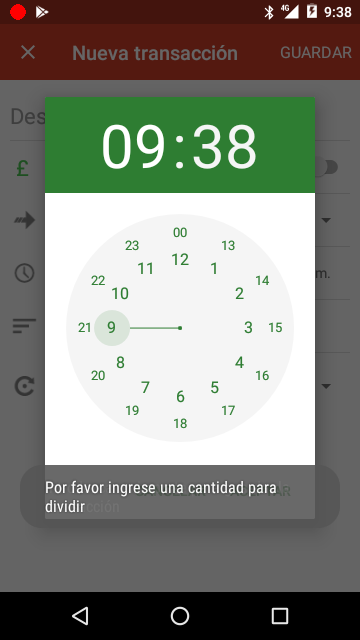 4G 9:38
Nueva transacción GUARDAR
Des
£
09:38
m.
00
23 13
12
11 1
22 14
10 2
21 9 3 15
8 4
20 16
7 5
6
19 17
18
Por favor ingrese una cantidad para
dividir